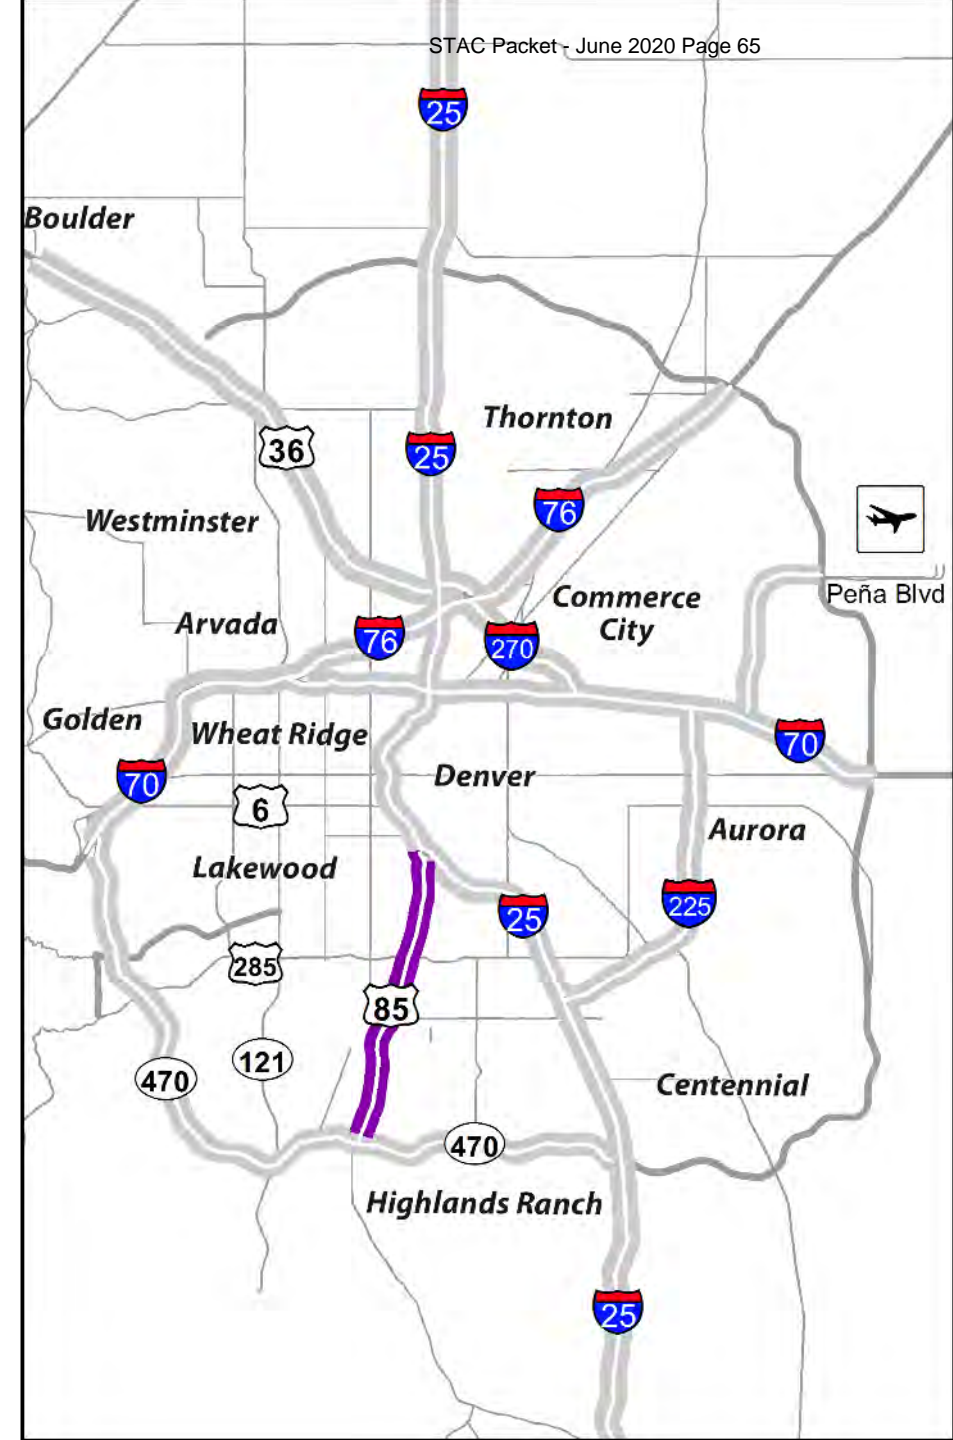 STAC Packet - June 2020 Page 65
25
Boulder
Thornton
36
25
76
Westminster
Peña Blvd
Commerce
City
Arvada
76
270
Golden
Wheat Ridge
70
Denver
70
6
Aurora
Lakewood
25
225
285
85
121
470
Centennial
470
Highlands Ranch
25